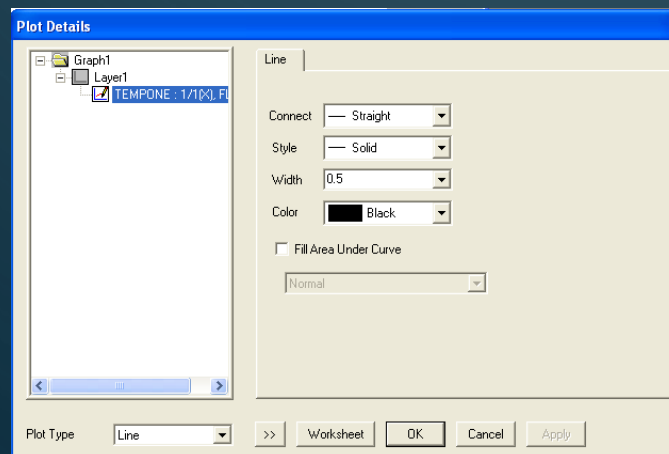 Plot Details
Graph1
Layer1
TEMPONE : 1/1(X), Fl
Line
Connect Straight
Style Solid
Width 0.5
Color Black
Fill Area Under Curve
Normal
Plot Type Line >> Worksheet OK Cancel Apply